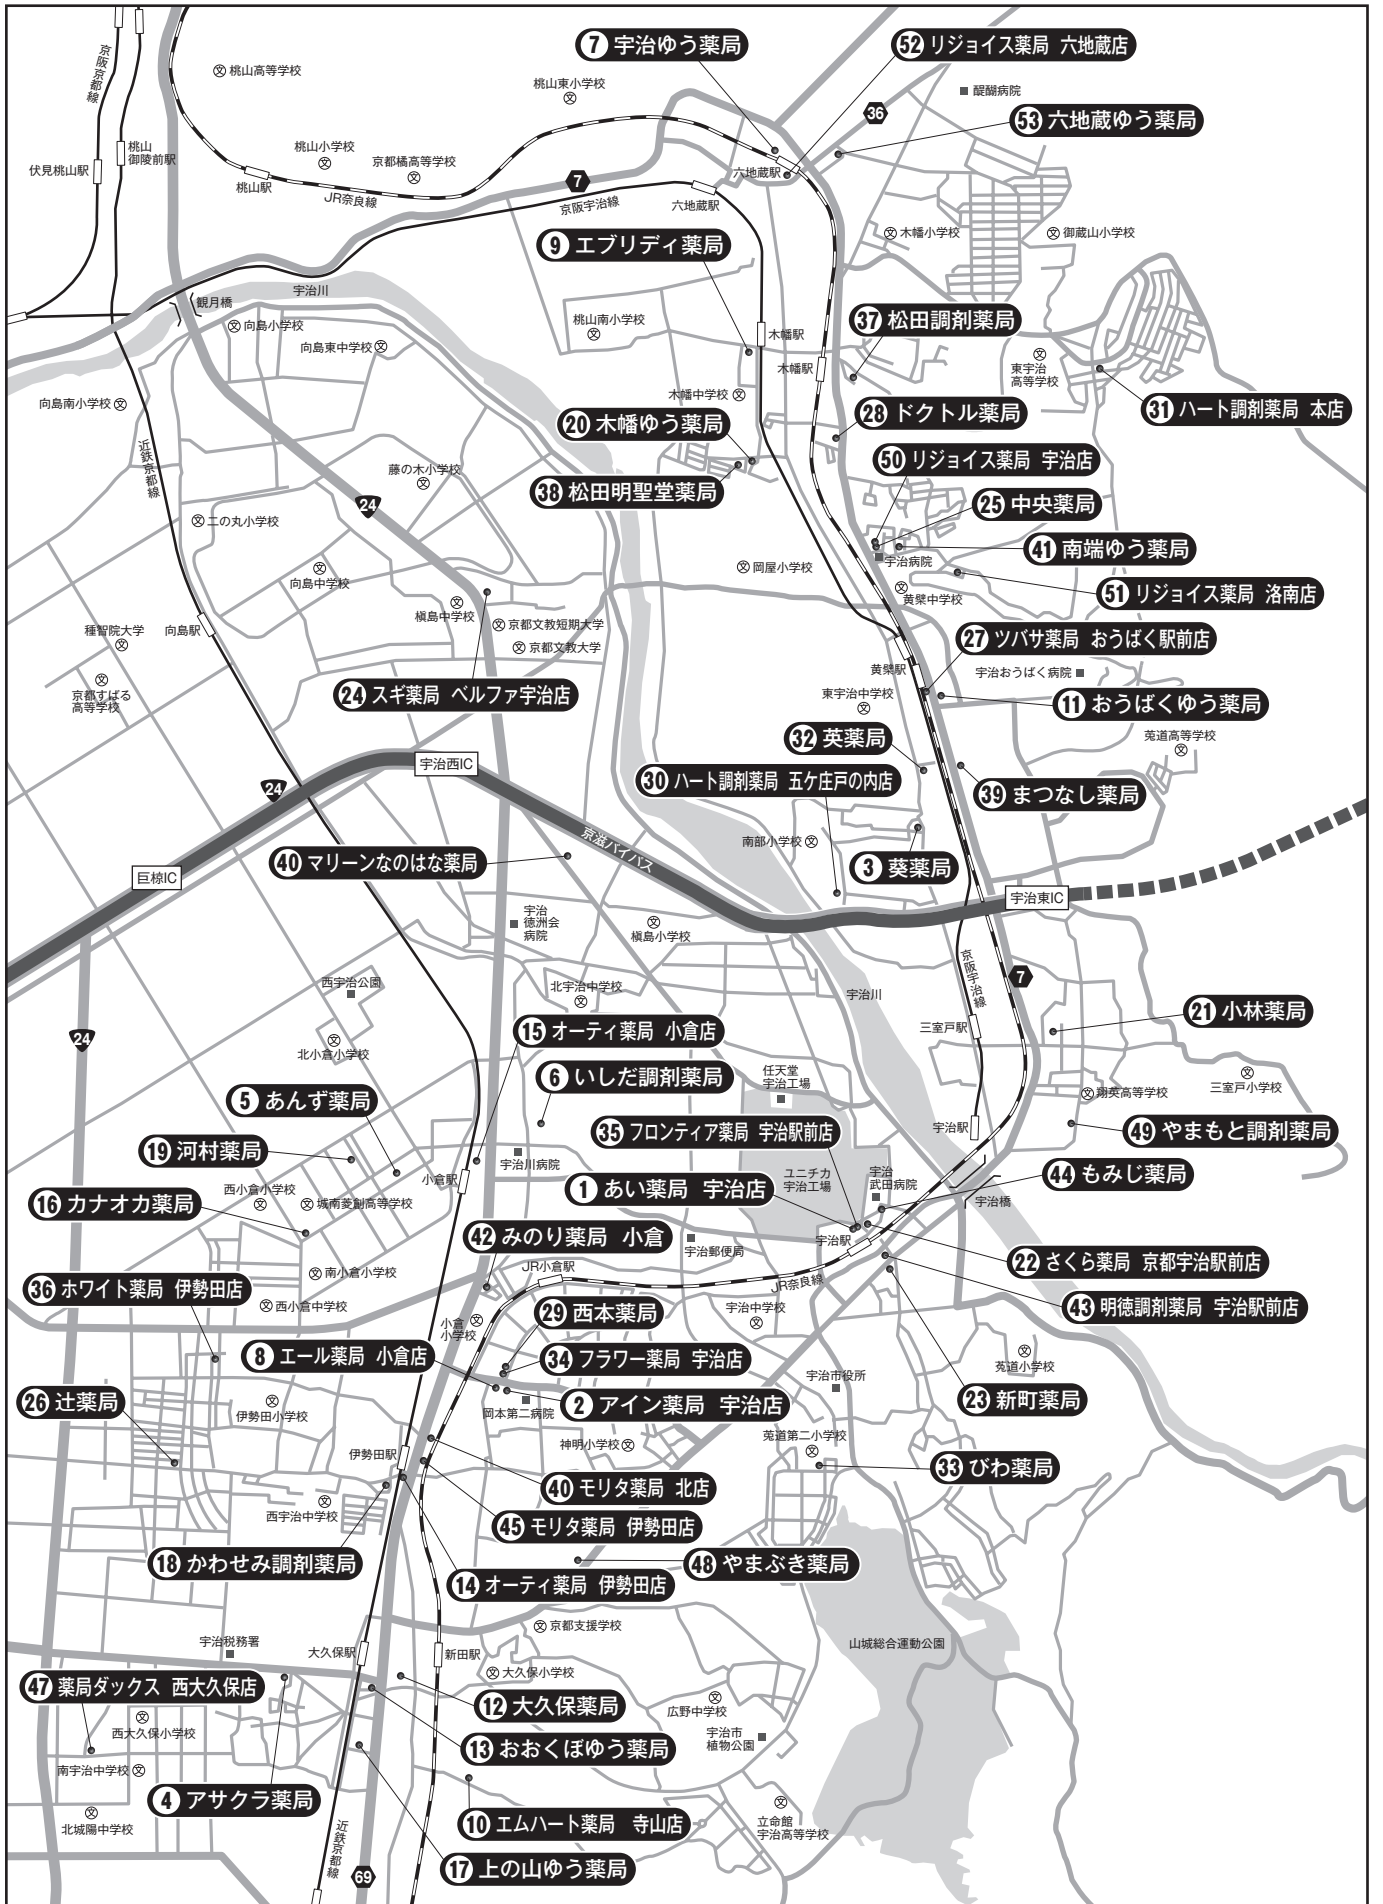 7 宇治ゆう薬局
52 リジョイス薬局 六地蔵店
京阪京都線
桃山高等学校
桃山東小学校
醍醐病院
36
53 六地蔵ゆう薬局
桃山御陵前駅
伏見桃山駅
桃山小学校
京都橘高等学校
桃山駅
JR奈良線
7
京阪宇治線
六地蔵駅
六地蔵駅
9 エブリディ薬局
木幡小学校
御蔵山小学校
宇治川
観月橋
向島小学校
桃山南小学校
37 松田調剤薬局
木幡駅
向島東中学校
木幡駅
東宇治
高等学校
向島南小学校
木幡中学校
31 ハート調剤薬局 本店
28 ドクトル薬局
20 木幡ゆう薬局
近鉄京都線
藤の木小学校
50 リジョイス薬局 宇治店
38 松田明聖堂薬局
24
25 中央薬局
二の丸小学校
41 南端ゆう薬局
宇治病院
岡屋小学校
向島中学校
51 リジョイス薬局 洛南店
黄檗中学校
槇島中学校
京都文教短期大学
種智院大学
向島駅
27 ツバサ薬局 おうばく駅前店
京都文教大学
黄檗駅
宇治おうばく病院
京都すばる
高等学校
24 スギ薬局 ベルファ宇治店
東宇治中学校
11 おうばくゆう薬局
32 英薬局
莵道高等学校
宇治西IC
30 ハート調剤薬局 五ケ庄戸の内店
24
39 まつなし薬局
京滋バイパス
南部小学校
40 マリーンなのはな薬局
3 葵薬局
巨椋IC
宇治東IC
宇治
徳洲会
病院
槇島小学校
京阪宇治線
7
西宇治公園
北宇治中学校
宇治川
21 小林薬局
15 オーティ薬局 小倉店
三室戸駅
24
北小倉小学校
6 いしだ調剤薬局
任天堂
宇治工場
三室戸小学校
5 あんず薬局
翔英高等学校
35 フロンティア薬局 宇治駅前店
宇治駅
49 やまもと調剤薬局
19 河村薬局
宇治川病院
ユニチカ
宇治工場
宇治
武田病院
44 もみじ薬局
小倉駅
西小倉小学校
1 あい薬局 宇治店
城南菱創高等学校
16 カナオカ薬局
宇治橋
42 みのり薬局 小倉
宇治郵便局
宇治駅
22 さくら薬局 京都宇治駅前店
南小倉小学校
JR小倉駅
JR奈良線
36 ホワイト薬局 伊勢田店
西小倉中学校
宇治中学校
43 明徳調剤薬局 宇治駅前店
29 西本薬局
小倉
小学校
8 エール薬局 小倉店
34 フラワー薬局 宇治店
莵道小学校
宇治市役所
26 辻薬局
2 アイン薬局 宇治店
23 新町薬局
伊勢田小学校
岡本第二病院
神明小学校
莵道第二小学校
伊勢田駅
33 びわ薬局
40 モリタ薬局 北店
西宇治中学校
45 モリタ薬局 伊勢田店
18 かわせみ調剤薬局
48 やまぶき薬局
14 オーティ薬局 伊勢田店
京都支援学校
宇治税務署
大久保駅
新田駅
山城総合運動公園
大久保小学校
47 薬局ダックス 西大久保店
12 大久保薬局
広野中学校
西大久保小学校
宇治市
植物公園
13 おおくぼゆう薬局
南宇治中学校
4 アサクラ薬局
10 エムハート薬局 寺山店
立命館
宇治高等学校
北城陽中学校
近鉄京都線
17 上の山ゆう薬局
69